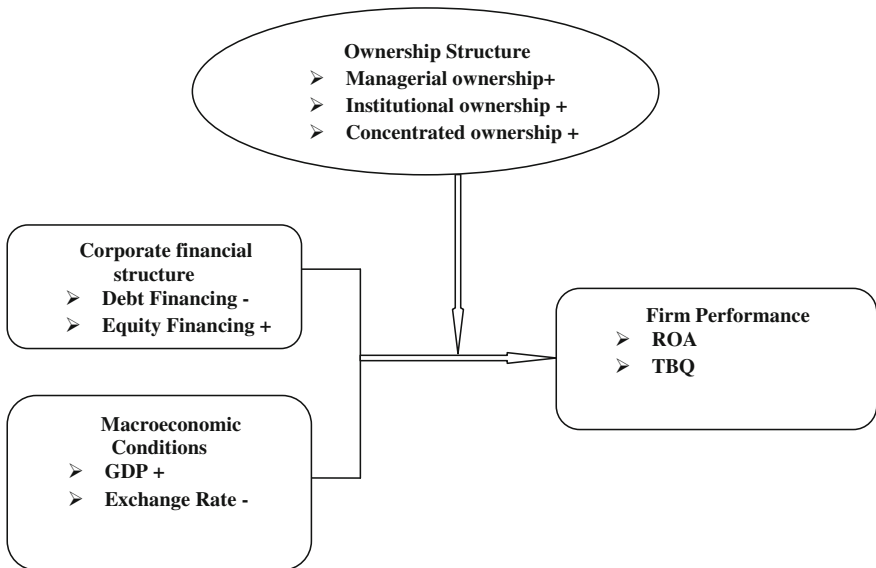 Ownership Structure
➢ Managerial ownership+
➢ Institutional ownership +
➢ Concentrated ownership +
Corporate financial
structure
➢ Debt Financing -
➢ Equity Financing +
Firm Performance
➢ ROA
➢ TBQ
Macroeconomic
Conditions
➢ GDP +
➢ Exchange Rate -